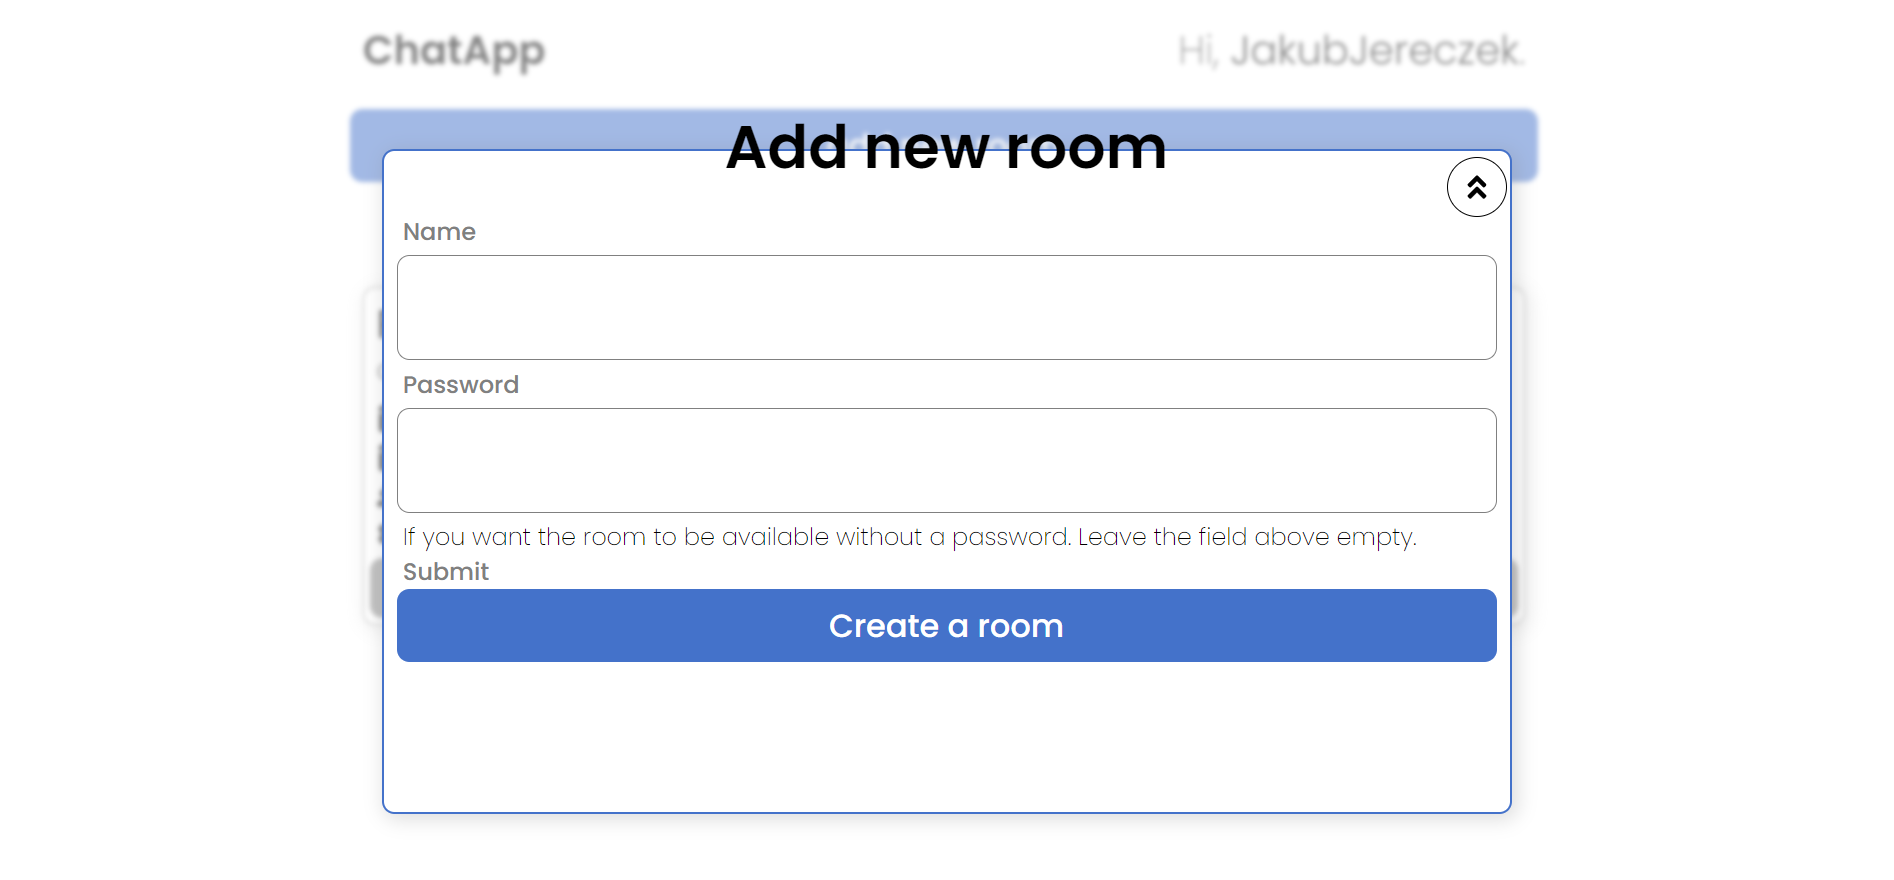 ChatApp
Hi, JakubJereczek.
Add new room
Name
Password
If you want the room to be available without a password. Leave the field above empty.
Submit
Create a room